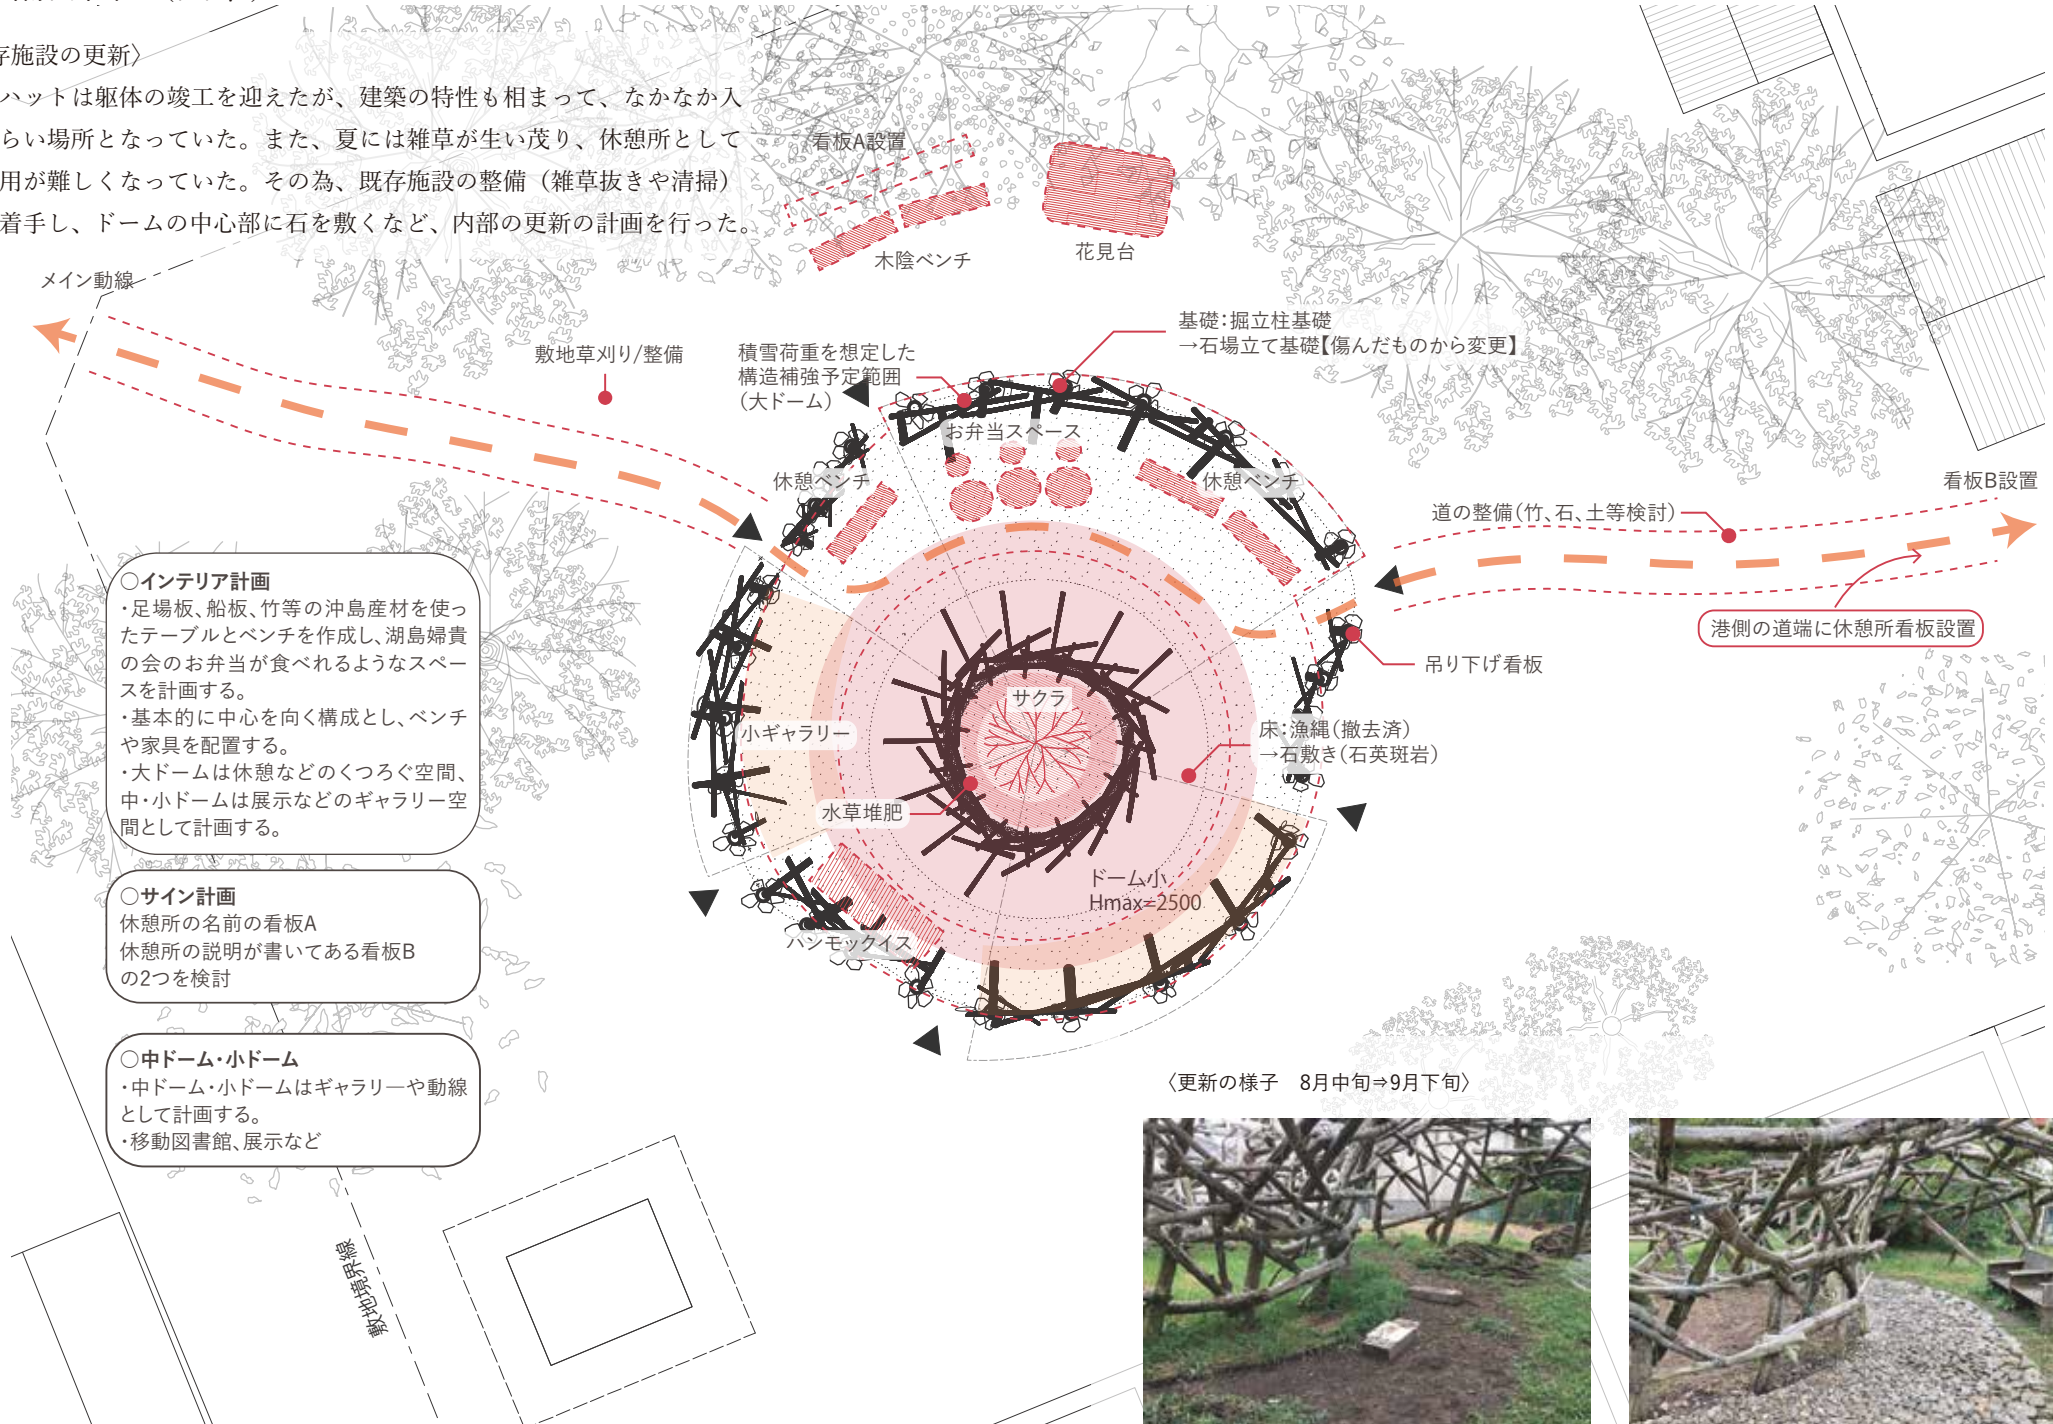 存施設の更新〉
ハットは躯体の竣工を迎えたが、建築の特性も相まって、なかなか入
らい場所となっていた。また、夏には雑草が生い茂り、休憩所として
用が難しくなっていた。その為、既存施設の整備（雑草抜きや清掃）
着手し、ドームの中心部に石を敷くなど、内部の更新の計画を行った。
看板A設置
木陰ベンチ
花見台
メイン動線
敷地草刈り/整備
積雪荷重を想定した
構造補強予定範囲
（大ドーム）
基礎：掘立柱基礎
→石場立て基礎【傷んだものから変更】
お弁当スペース
休憩ベンチ
休憩ベンチ
看板B設置
道の整備（竹、石、土等検討）
港側の道端に休憩所看板設置
吊り下げ看板
サクラ
床：漁縄（撤去済）
→石敷き（石英斑岩）
小ギャラリー
水草堆肥
ドーム小
Hmax=2500
ハンモックイス
○インテリア計画
・足場板、船板、竹等の沖島産材を使っ
たテーブルとベンチを作成し、湖島婦貴
の会のお弁当が食べれるようなスペー
スを計画する。
・基本的に中心を向く構成とし、ベンチ
や家具を配置する。
・大ドームは休憩などのくつろぐ空間、
中・小ドームは展示などのギャラリー空
間として計画する。
○サイン計画
休憩所の名前の看板A
休憩所の説明が書いてある看板B
の2つを検討
○中ドーム・小ドーム
・中ドーム・小ドームはギャラリ―や動線
として計画する。
・移動図書館、展示など
敷地境界線
〈更新の様子　8月中旬⇒9月下旬〉